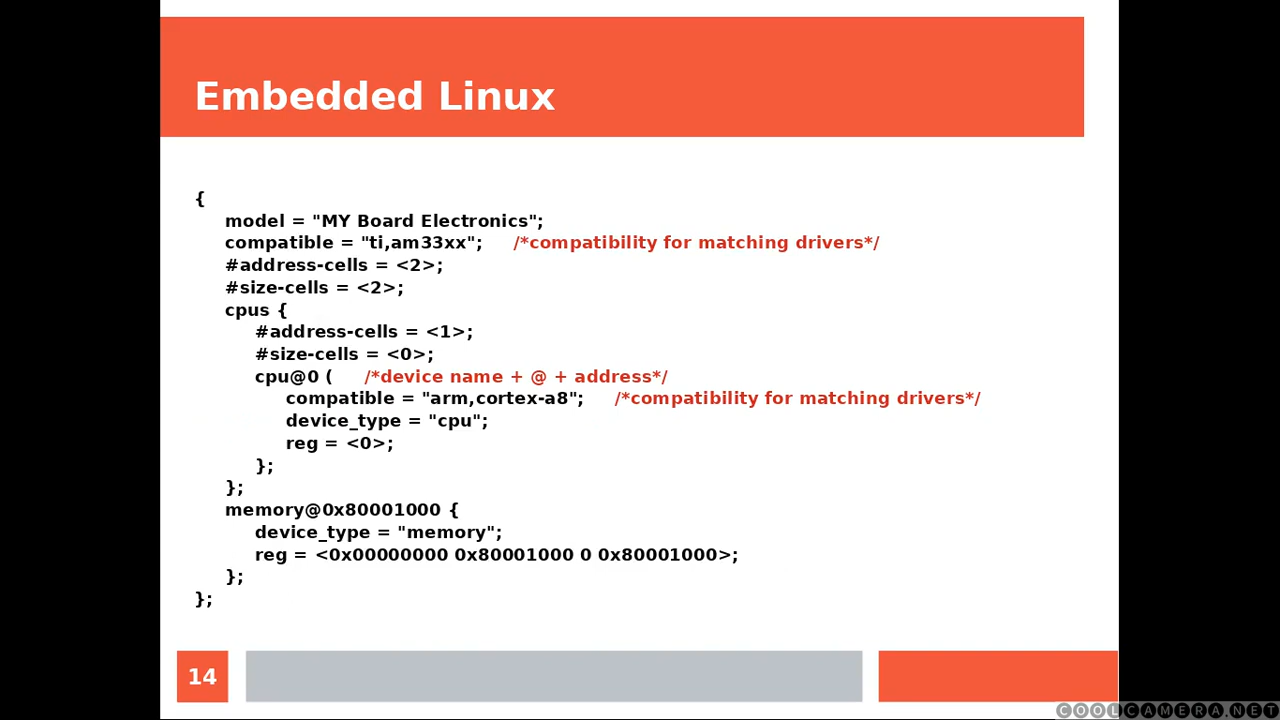 Embedded Linux
{
model = "MY Board Electronics";
compatible = "ti,am33xx"; /*compatibility for matching drivers*/
#address-cells = <2>;
#size-cells = <2>;
cpus {
#address-cells = <1>;
#size-cells = <0>;
cpu@0 ( /*device name + @ + address*/
compatible = "arm,cortex-a8"; /*compatibility for matching drivers*/
device_type = "cpu";
reg = <0>;
};
};
memory@0x80001000 {
device_type = "memory";
reg = <0x00000000 0x80001000 0 0x80001000>;
};
};
14
COOLCAMERA.NET